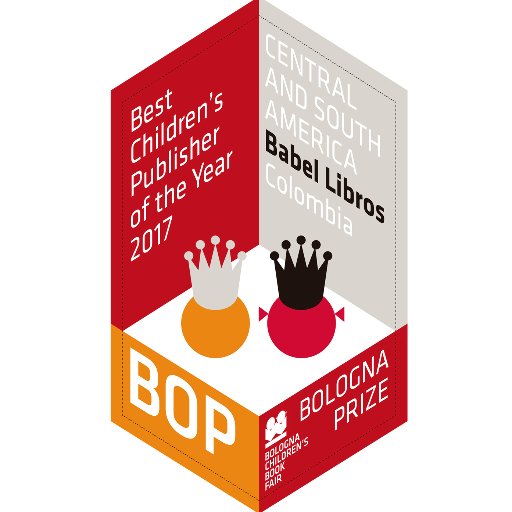 Best
Children's
Publisher
of the Year
2017
CENTRAL
AND SOUTH
AMERICA
Babel Libros
Colombia
BOP
BOLOGNA
PRIZE
BOLOGNA
CHILDREN'S
BOOK
FAIR